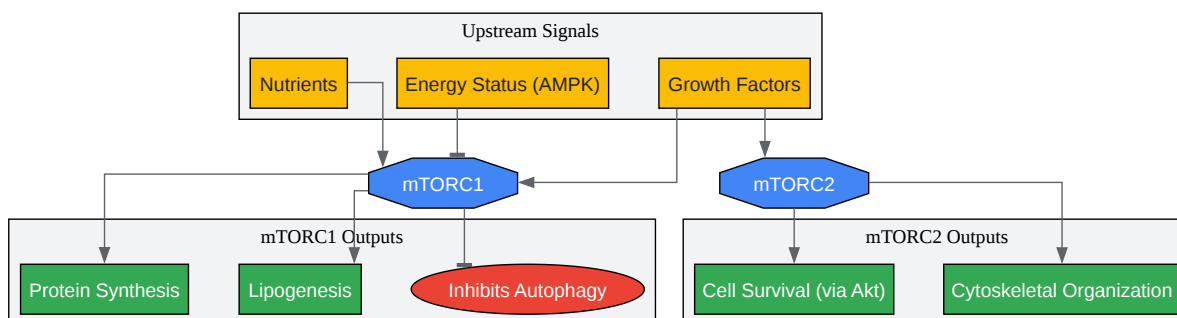 Upstream Signals
Nutrients
Energy Status (AMPK)
Growth Factors
mTORC1
mTORC2
mTORC1 Outputs
mTORC2 Outputs
Protein Synthesis
Lipogenesis
Inhibits Autophagy
Cell Survival (via Akt)
Cytoskeletal Organization